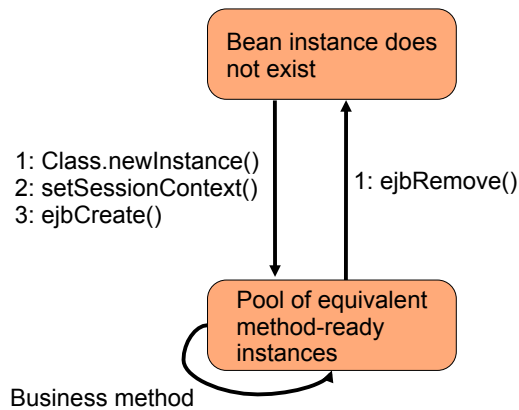 Bean instance does
not exist
1: Class.newInstance()
2: setSessionContext()
3: ejbCreate()
1: ejbRemove()
Pool of equivalent
method-ready
instances
Business method